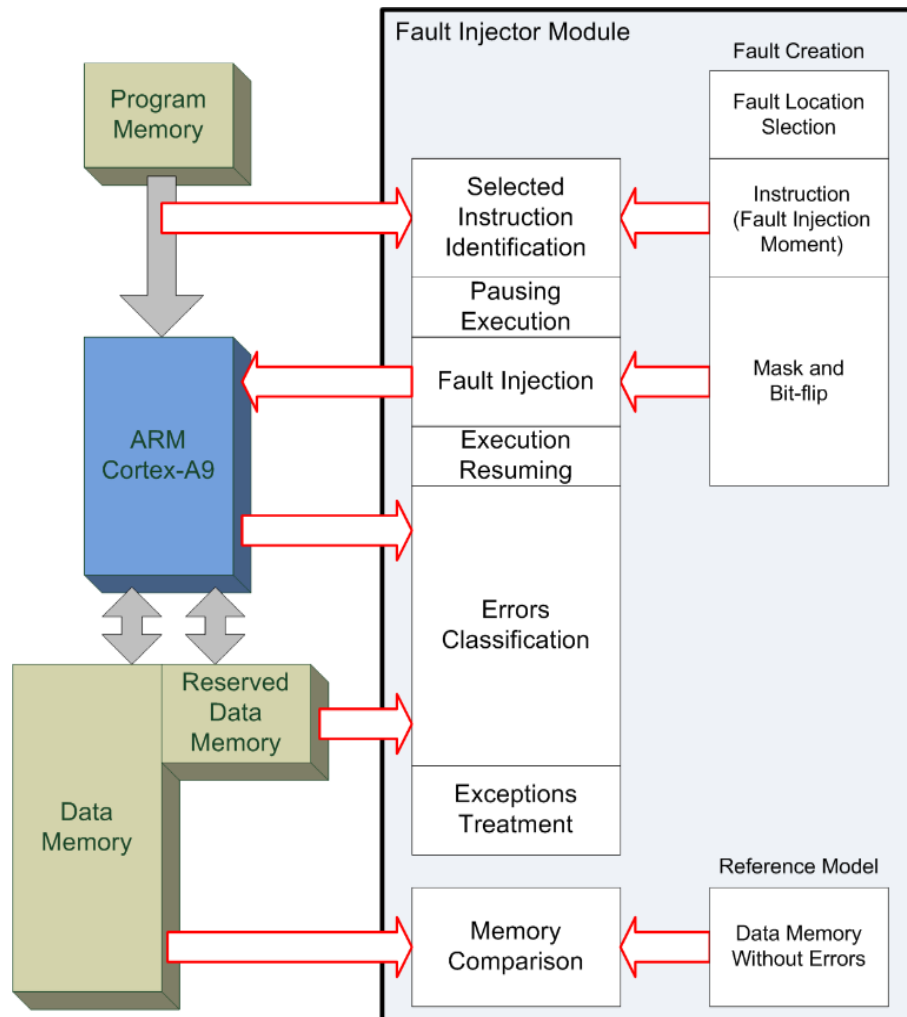 Fault Injector Module
Fault Creation
Program
Memory
Fault Location
Slection
Selected
Instruction
Identification
Instruction
(Fault Injection
Moment)
Pausing
Execution
Fault Injection
Mask and
Bit-flip
ARM
Cortex-A9
Execution
Resuming
Errors
Classification
Reserved
Data
Memory
Data
Memory
Exceptions
Treatment
Reference Model
Memory
Comparison
Data Memory
Without Errors